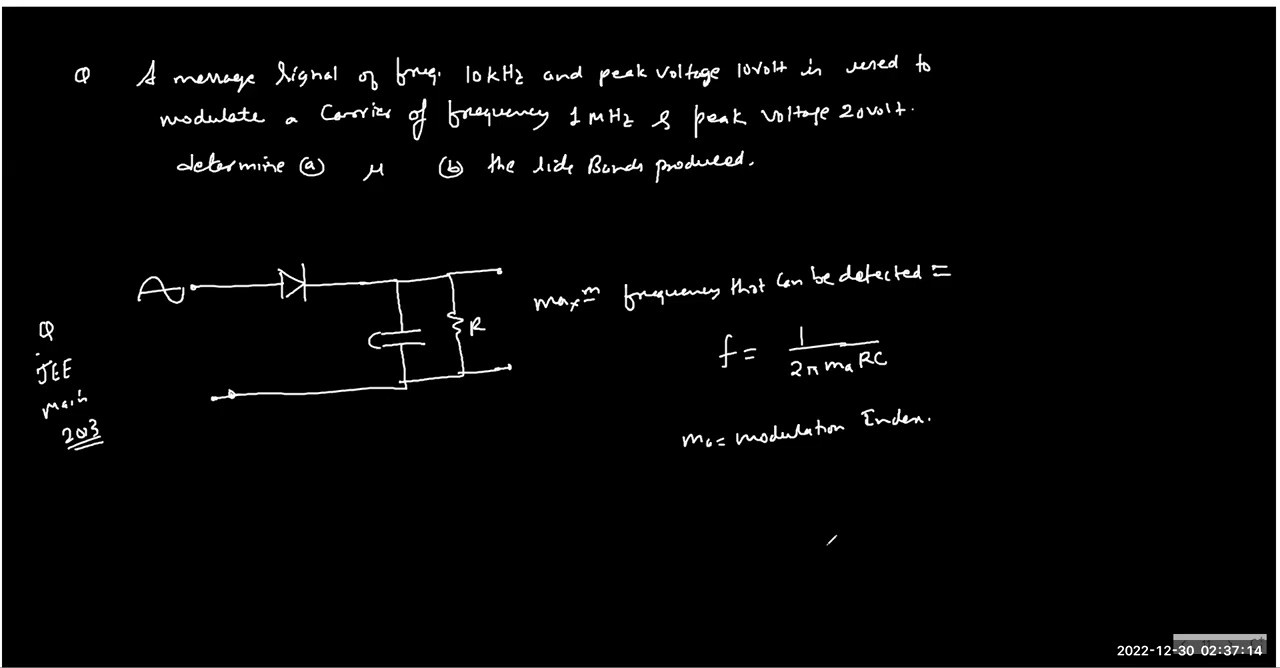 Q A message signal of freq. 10kHz and peak voltage 10volt is used to
modulate a Carrier of frequency 1MHz & peak voltage 20volt.
determine (a) μ (b) the side Bands produced.
maxᵐ frequency that can be detected =
C
R
f = 1/(2π mₐ RC)
mₐ = modulation Index.
Q
JEE
main
2013
2022-12-30 02:37:14